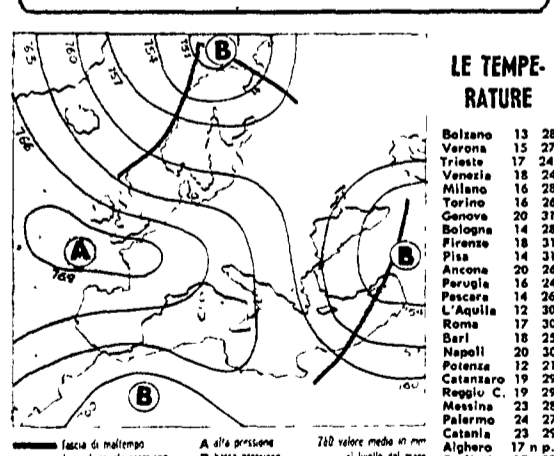 LE TEMPE-
RATURE
Bolzano 13 28
Verona 15 27
Trieste 17 24
Venezia 18 24
Milano 16 28
Torino 16 26
Genova 20 31
Bologna 14 28
Firenze 18 31
Pisa 14 31
Ancona 20 26
Perugia 16 24
Pescara 14 26
L'Aquila 12 30
Roma 17 30
Bari 18 25
Napoli 20 30
Potenza 12 21
Catanzaro 19 29
Reggio C. 19 29
Messina 23 28
Palermo 24 27
Catania 23 29
Alghero 17 n p.
765
760
757
754
751
B
766
A
769
B
B
760
fascia di maltempo
A alta pressione
760 valore medio in mm